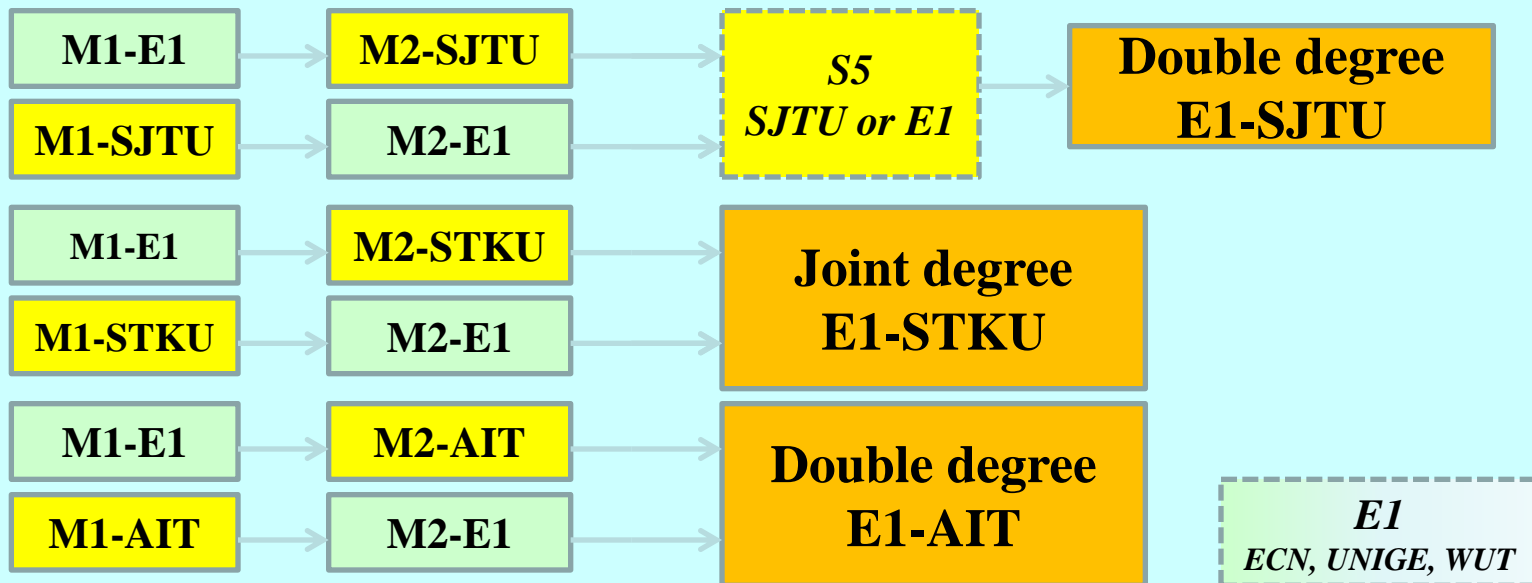 M1-E1
M2-SJTU
M1-SJTU
M2-E1
S5
SJTU or E1
Double degree
E1-SJTU
M1-E1
M2-STKU
M1-STKU
M2-E1
Joint degree
E1-STKU
M1-E1
M2-AIT
M1-AIT
M2-E1
Double degree
E1-AIT
E1
ECN, UNIGE, WUT